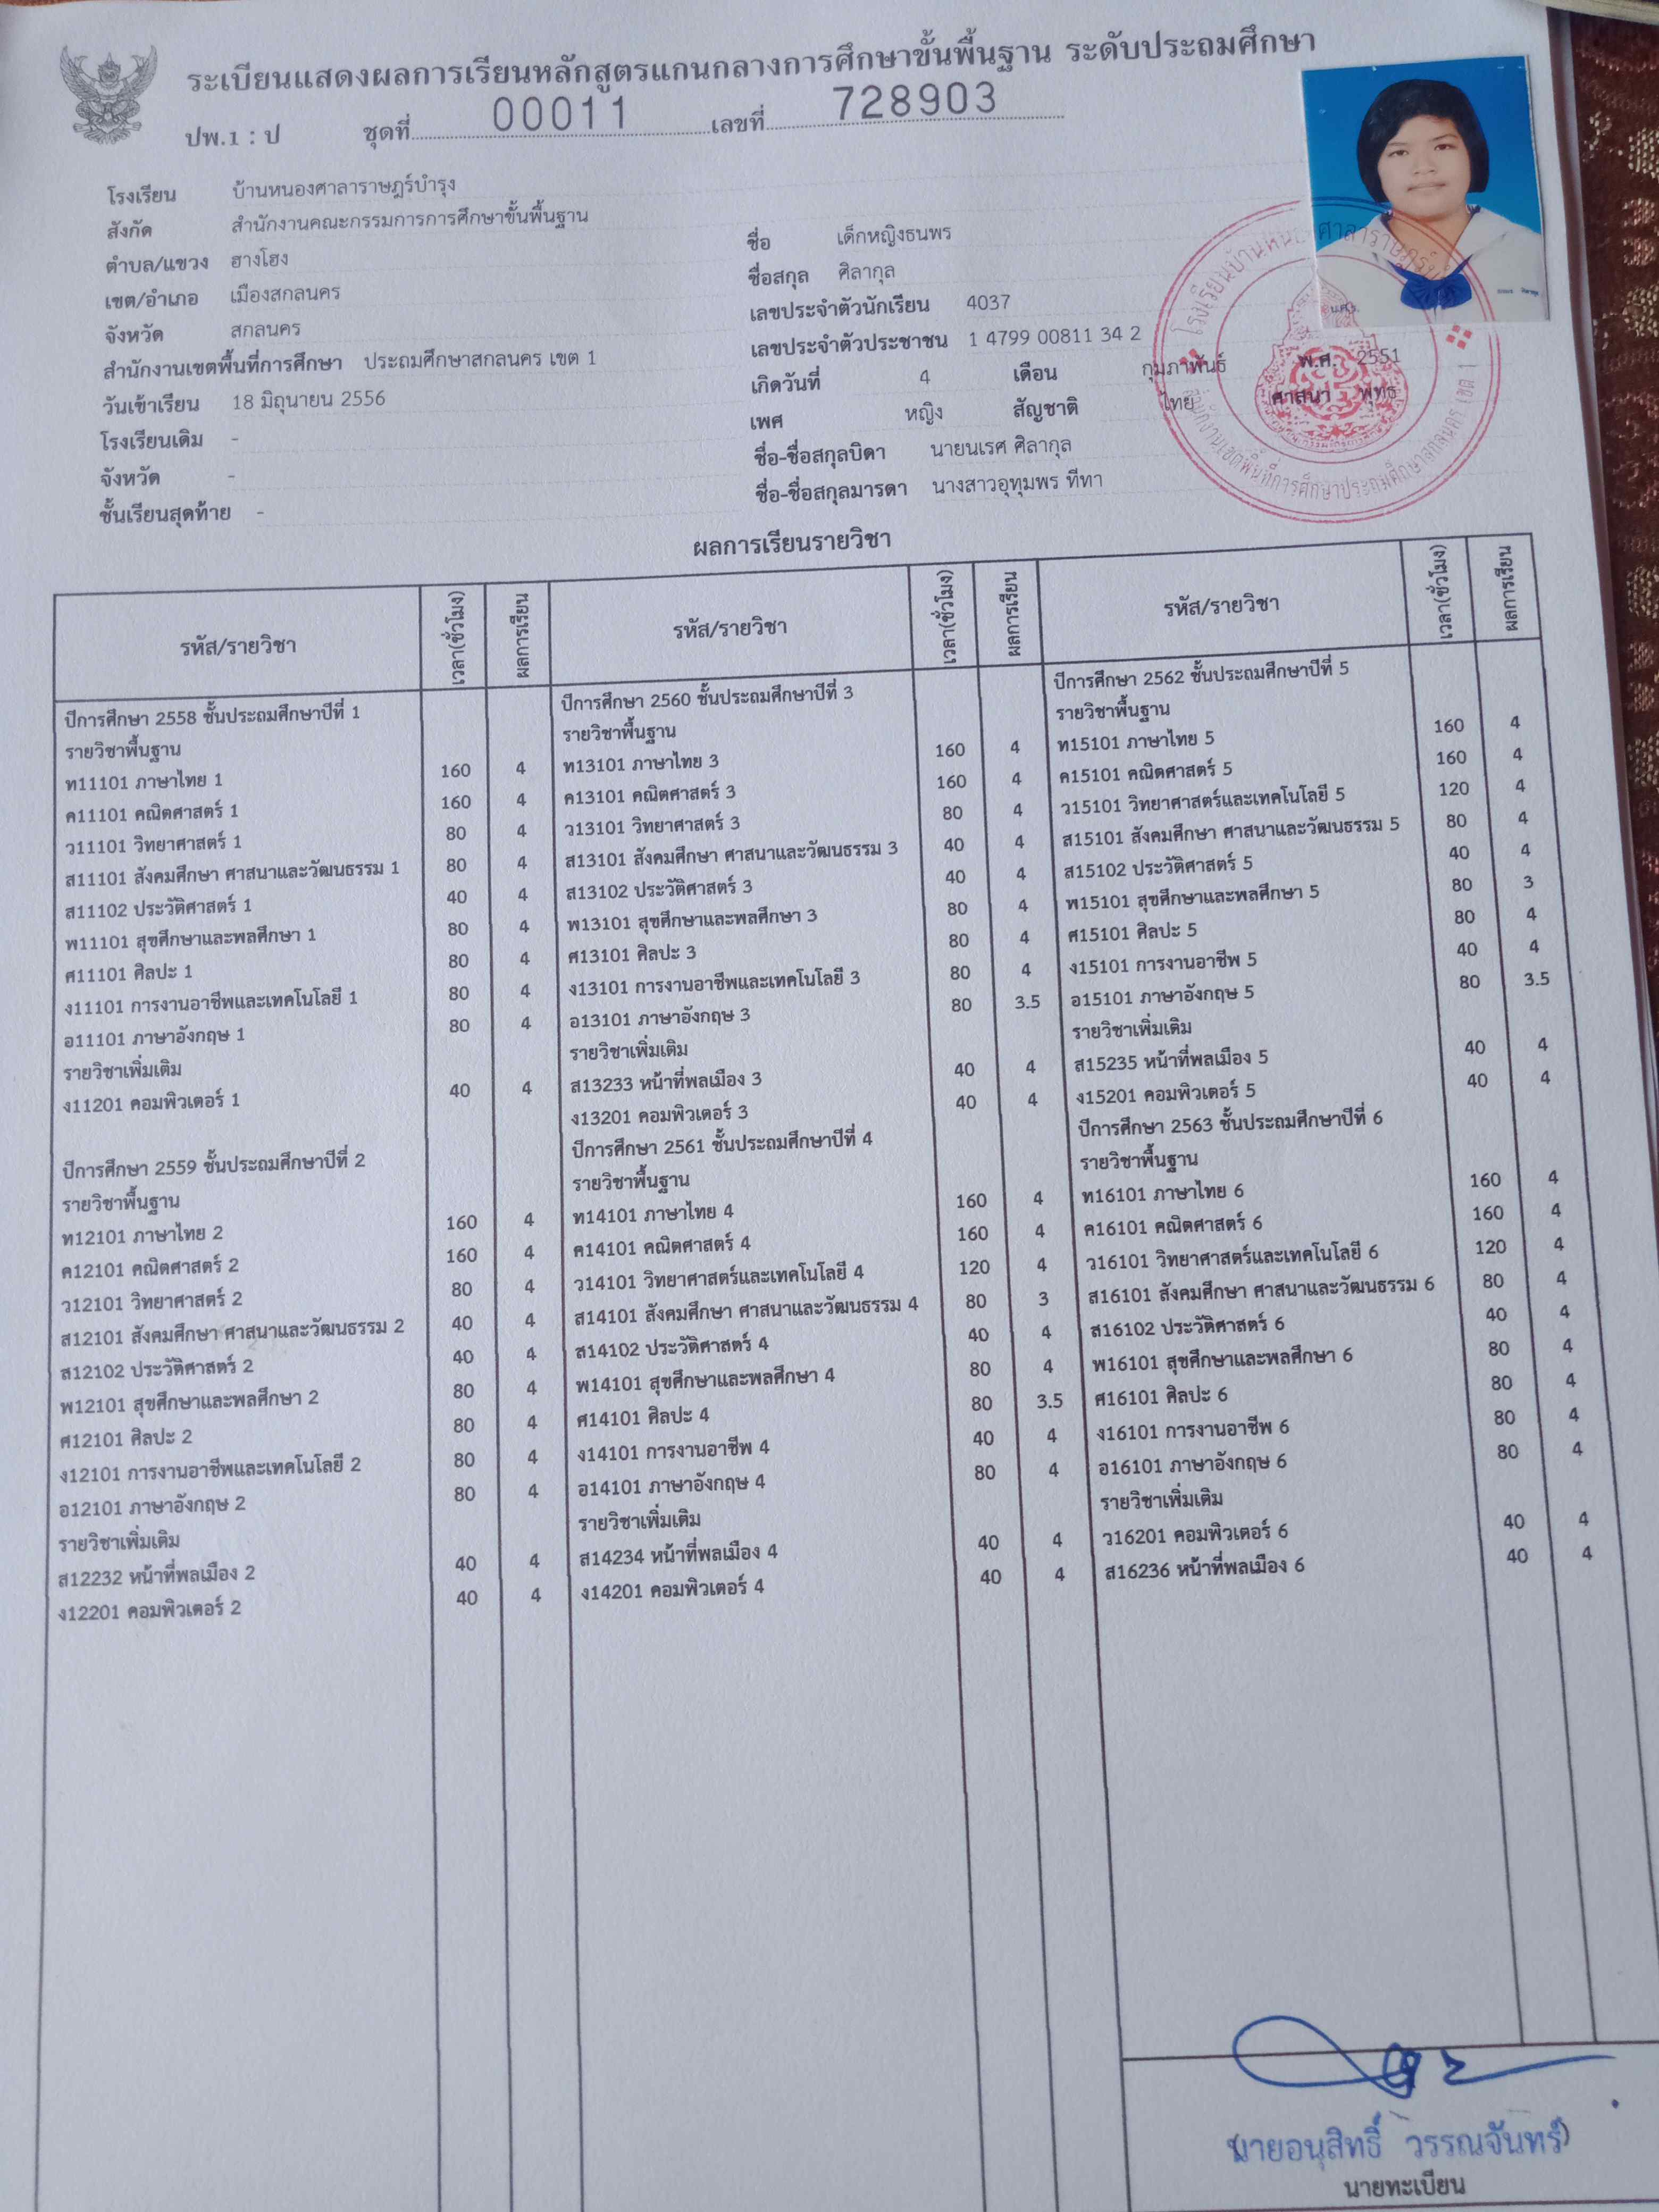 ระเบียนแสดงผลการเรียนหลักสูตรแกนกลางการศึกษาขั้นพื้นฐาน ระดับประถมศึกษา
ปพ.1 : ป ชุดที่ 00011 เลขที่ 728903
โรงเรียน บ้านหนองศาลาราษฎร์บำรุง
สังกัด สำนักงานคณะกรรมการการศึกษาขั้นพื้นฐาน
ตำบล/แขวง ฮางโฮง
เขต/อำเภอ เมืองสกลนคร
จังหวัด สกลนคร
สำนักงานเขตพื้นที่การศึกษา ประถมศึกษาสกลนคร เขต 1
วันเข้าเรียน 18 มิถุนายน 2556
โรงเรียนเดิม -
จังหวัด -
ชั้นเรียนสุดท้าย -
ชื่อ เด็กหญิงธนพร
ชื่อสกุล ศิลากุล
เลขประจำตัวนักเรียน 4037
เลขประจำตัวประชาชน 1 4799 00811 34 2
เกิดวันที่ 4 เดือน กุมภาพันธ์ พ.ศ. 2551
เพศ หญิง สัญชาติ ไทย ศาสนา พุทธ
ชื่อ-ชื่อสกุลบิดา นายนเรศ ศิลากุล
ชื่อ-ชื่อสกุลมารดา นางสาวอุทุมพร ทีทา
ผลการเรียนรายวิชา
รหัส/รายวิชา เวลา(ชั่วโมง) ผลการเรียน
ปีการศึกษา 2558 ชั้นประถมศึกษาปีที่ 1
รายวิชาพื้นฐาน
ท11101 ภาษาไทย 1 160 4
ค11101 คณิตศาสตร์ 1 160 4
ว11101 วิทยาศาสตร์ 1 80 4
ส11101 สังคมศึกษา ศาสนาและวัฒนธรรม 1 80 4
ส11102 ประวัติศาสตร์ 1 40 4
พ11101 สุขศึกษาและพลศึกษา 1 80 4
ศ11101 ศิลปะ 1 80 4
ง11101 การงานอาชีพและเทคโนโลยี 1 80 4
อ11101 ภาษาอังกฤษ 1 80 4
รายวิชาเพิ่มเติม
ง11201 คอมพิวเตอร์ 1 40 4
ปีการศึกษา 2559 ชั้นประถมศึกษาปีที่ 2
รายวิชาพื้นฐาน
ท12101 ภาษาไทย 2 160 4
ค12101 คณิตศาสตร์ 2 160 4
ว12101 วิทยาศาสตร์ 2 80 4
ส12101 สังคมศึกษา ศาสนาและวัฒนธรรม 2 40 4
ส12102 ประวัติศาสตร์ 2 40 4
พ12101 สุขศึกษาและพลศึกษา 2 80 4
ศ12101 ศิลปะ 2 80 4
ง12101 การงานอาชีพและเทคโนโลยี 2 80 4
อ12101 ภาษาอังกฤษ 2 80 4
รายวิชาเพิ่มเติม
ส12232 หน้าที่พลเมือง 2 40 4
ง12201 คอมพิวเตอร์ 2 40 4
รหัส/รายวิชา เวลา(ชั่วโมง) ผลการเรียน
ปีการศึกษา 2560 ชั้นประถมศึกษาปีที่ 3
รายวิชาพื้นฐาน
ท13101 ภาษาไทย 3 160 4
ค13101 คณิตศาสตร์ 3 160 4
ว13101 วิทยาศาสตร์ 3 80 4
ส13101 สังคมศึกษา ศาสนาและวัฒนธรรม 3 40 4
ส13102 ประวัติศาสตร์ 3 40 4
พ13101 สุขศึกษาและพลศึกษา 3 80 4
ศ13101 ศิลปะ 3 80 4
ง13101 การงานอาชีพและเทคโนโลยี 3 80 4
อ13101 ภาษาอังกฤษ 3 80 3.5
รายวิชาเพิ่มเติม
ส13233 หน้าที่พลเมือง 3 40 4
ง13201 คอมพิวเตอร์ 3 40 4
ปีการศึกษา 2561 ชั้นประถมศึกษาปีที่ 4
รายวิชาพื้นฐาน
ท14101 ภาษาไทย 4 160 4
ค14101 คณิตศาสตร์ 4 160 4
ว14101 วิทยาศาสตร์และเทคโนโลยี 4 120 4
ส14101 สังคมศึกษา ศาสนาและวัฒนธรรม 4 80 3
ส14102 ประวัติศาสตร์ 4 40 4
พ14101 สุขศึกษาและพลศึกษา 4 80 4
ศ14101 ศิลปะ 4 80 3.5
ง14101 การงานอาชีพ 4 40 4
อ14101 ภาษาอังกฤษ 4 80 4
รายวิชาเพิ่มเติม
ส14234 หน้าที่พลเมือง 4 40 4
ง14201 คอมพิวเตอร์ 4 40 4
รหัส/รายวิชา เวลา(ชั่วโมง) ผลการเรียน
ปีการศึกษา 2562 ชั้นประถมศึกษาปีที่ 5
รายวิชาพื้นฐาน
ท15101 ภาษาไทย 5 160 4
ค15101 คณิตศาสตร์ 5 160 4
ว15101 วิทยาศาสตร์และเทคโนโลยี 5 120 4
ส15101 สังคมศึกษา ศาสนาและวัฒนธรรม 5 80 4
ส15102 ประวัติศาสตร์ 5 40 4
พ15101 สุขศึกษาและพลศึกษา 5 80 3
ศ15101 ศิลปะ 5 80 4
ง15101 การงานอาชีพ 5 40 4
อ15101 ภาษาอังกฤษ 5 80 3.5
รายวิชาเพิ่มเติม
ส15235 หน้าที่พลเมือง 5 40 4
ง15201 คอมพิวเตอร์ 5 40 4
ปีการศึกษา 2563 ชั้นประถมศึกษาปีที่ 6
รายวิชาพื้นฐาน
ท16101 ภาษาไทย 6 160 4
ค16101 คณิตศาสตร์ 6 160 4
ว16101 วิทยาศาสตร์และเทคโนโลยี 6 120 4
ส16101 สังคมศึกษา ศาสนาและวัฒนธรรม 6 80 4
ส16102 ประวัติศาสตร์ 6 40 4
พ16101 สุขศึกษาและพลศึกษา 6 80 4
ศ16101 ศิลปะ 6 80 4
ง16101 การงานอาชีพ 6 80 4
อ16101 ภาษาอังกฤษ 6 80 4
รายวิชาเพิ่มเติม
ว16201 คอมพิวเตอร์ 6 40 4
ส16236 หน้าที่พลเมือง 6 40 4
(นายอนุสิทธิ์ วรรณจันทร์)
นายทะเบียน